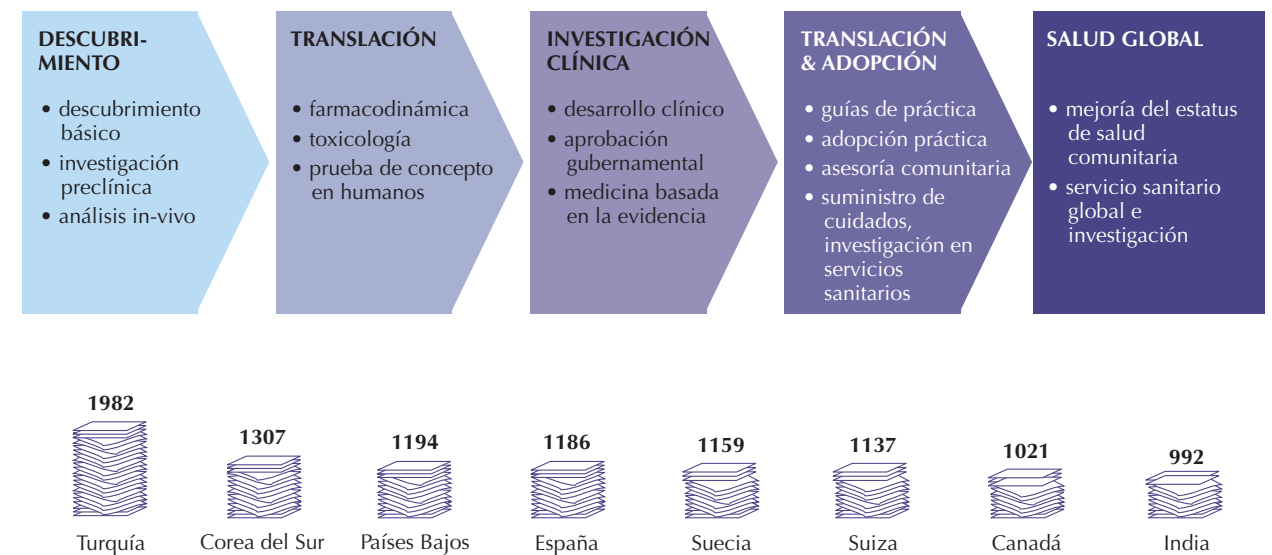 DESCUBRI-
MIENTO
• descubrimiento
básico
• investigación
preclínica
• análisis in-vivo
TRANSLACIÓN
• farmacodinámica
• toxicología
• prueba de concepto
en humanos
INVESTIGACIÓN
CLÍNICA
• desarrollo clínico
• aprobación
gubernamental
• medicina basada
en la evidencia
TRANSLACIÓN
& ADOPCIÓN
• guías de práctica
• adopción práctica
• asesoría comunitaria
• suministro de
cuidados,
investigación en
servicios
sanitarios
SALUD GLOBAL
• mejoría del estatus
de salud
comunitaria
• servicio sanitario
global e
investigación
1982
Turquía
1307
Corea del Sur
1194
Países Bajos
1186
España
1159
Suecia
1137
Suiza
1021
Canadá
992
India